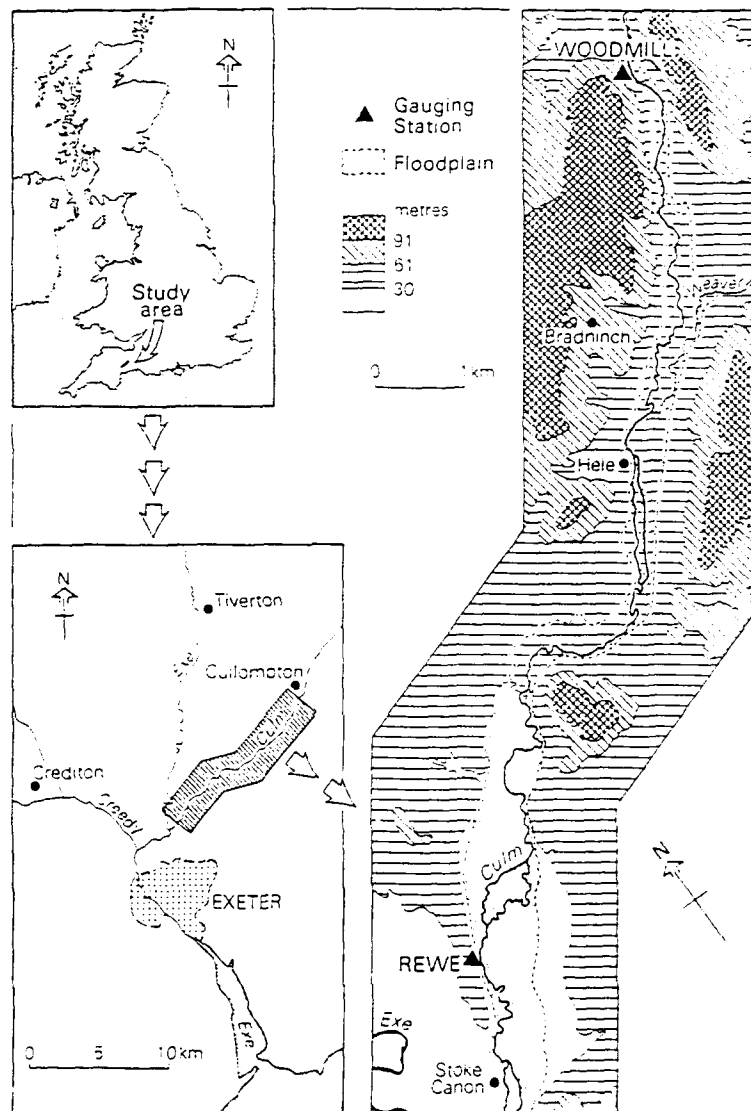 N
Study
area
▲ Gauging
Station
Floodplain
metres
91
61
30
0 1km
N
Tiverton
Cullompton
Culm
Crediton
Creedy
EXETER
Exe
0 5 10km
WOODMILL
Weaver
Bradninch
Hele
Culm
N
REWE
Exe
Stoke
Canon